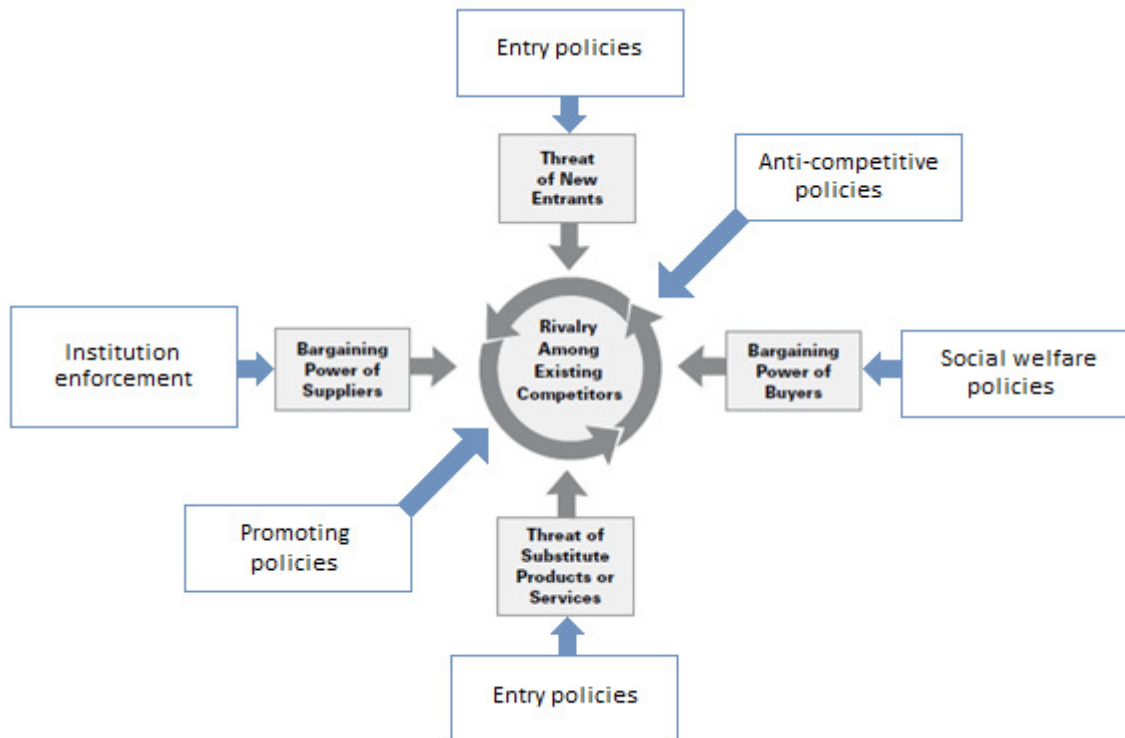 Entry policies
Threat
of New
Entrants
Anti-competitive
policies
Institution
enforcement
Bargaining
Power of
Suppliers
Rivalry
Among
Existing
Competitors
Bargaining
Power of
Buyers
Social welfare
policies
Promoting
policies
Threat of
Substitute
Products or
Services
Entry policies